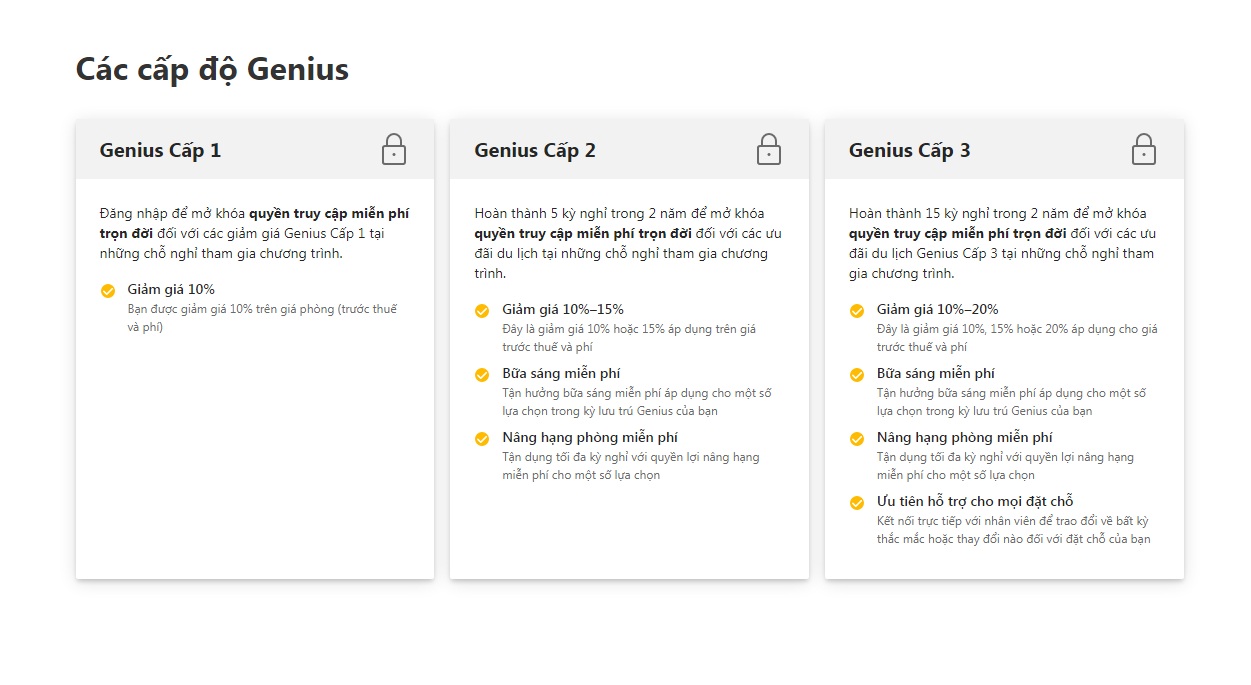 Các cấp độ Genius
Genius Cấp 1
Đăng nhập để mở khóa quyền truy cập miễn phí
trọn đời đối với các giảm giá Genius Cấp 1 tại
những chỗ nghỉ tham gia chương trình.
Giảm giá 10%
Bạn được giảm giá 10% trên giá phòng (trước thuế
và phí)
Genius Cấp 2
Hoàn thành 5 kỳ nghỉ trong 2 năm để mở khóa
quyền truy cập miễn phí trọn đời đối với các ưu
đãi du lịch tại những chỗ nghỉ tham gia chương
trình.
Giảm giá 10%–15%
Đây là giảm giá 10% hoặc 15% áp dụng trên giá
trước thuế và phí
Bữa sáng miễn phí
Tận hưởng bữa sáng miễn phí áp dụng cho một số
lựa chọn trong kỳ lưu trú Genius của bạn
Nâng hạng phòng miễn phí
Tận dụng tối đa kỳ nghỉ với quyền lợi nâng hạng
miễn phí cho một số lựa chọn
Genius Cấp 3
Hoàn thành 15 kỳ nghỉ trong 2 năm để mở khóa
quyền truy cập miễn phí trọn đời đối với các ưu
đãi du lịch Genius Cấp 3 tại những chỗ nghỉ tham
gia chương trình.
Giảm giá 10%–20%
Đây là giảm giá 10%, 15% hoặc 20% áp dụng cho giá
trước thuế và phí
Bữa sáng miễn phí
Tận hưởng bữa sáng miễn phí áp dụng cho một số
lựa chọn trong kỳ lưu trú Genius của bạn
Nâng hạng phòng miễn phí
Tận dụng tối đa kỳ nghỉ với quyền lợi nâng hạng
miễn phí cho một số lựa chọn
Ưu tiên hỗ trợ cho mọi đặt chỗ
Kết nối trực tiếp với nhân viên để trao đổi về bất kỳ
thắc mắc hoặc thay đổi nào đối với đặt chỗ của bạn